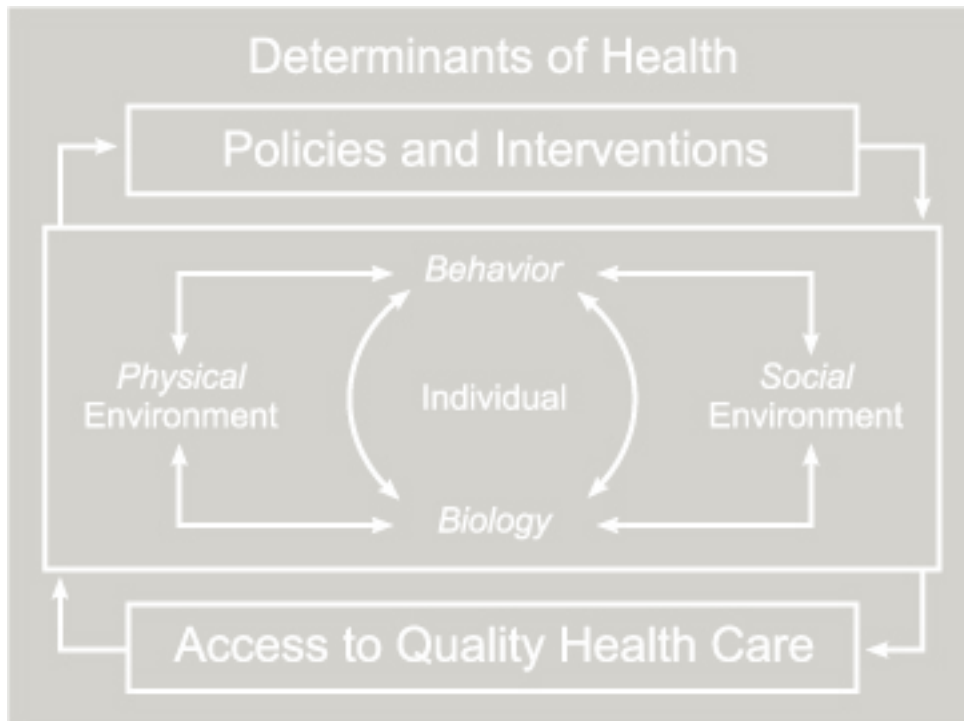 Determinants of Health
Policies and Interventions
Behavior
Physical
Environment
Individual
Social
Environment
Biology
Access to Quality Health Care